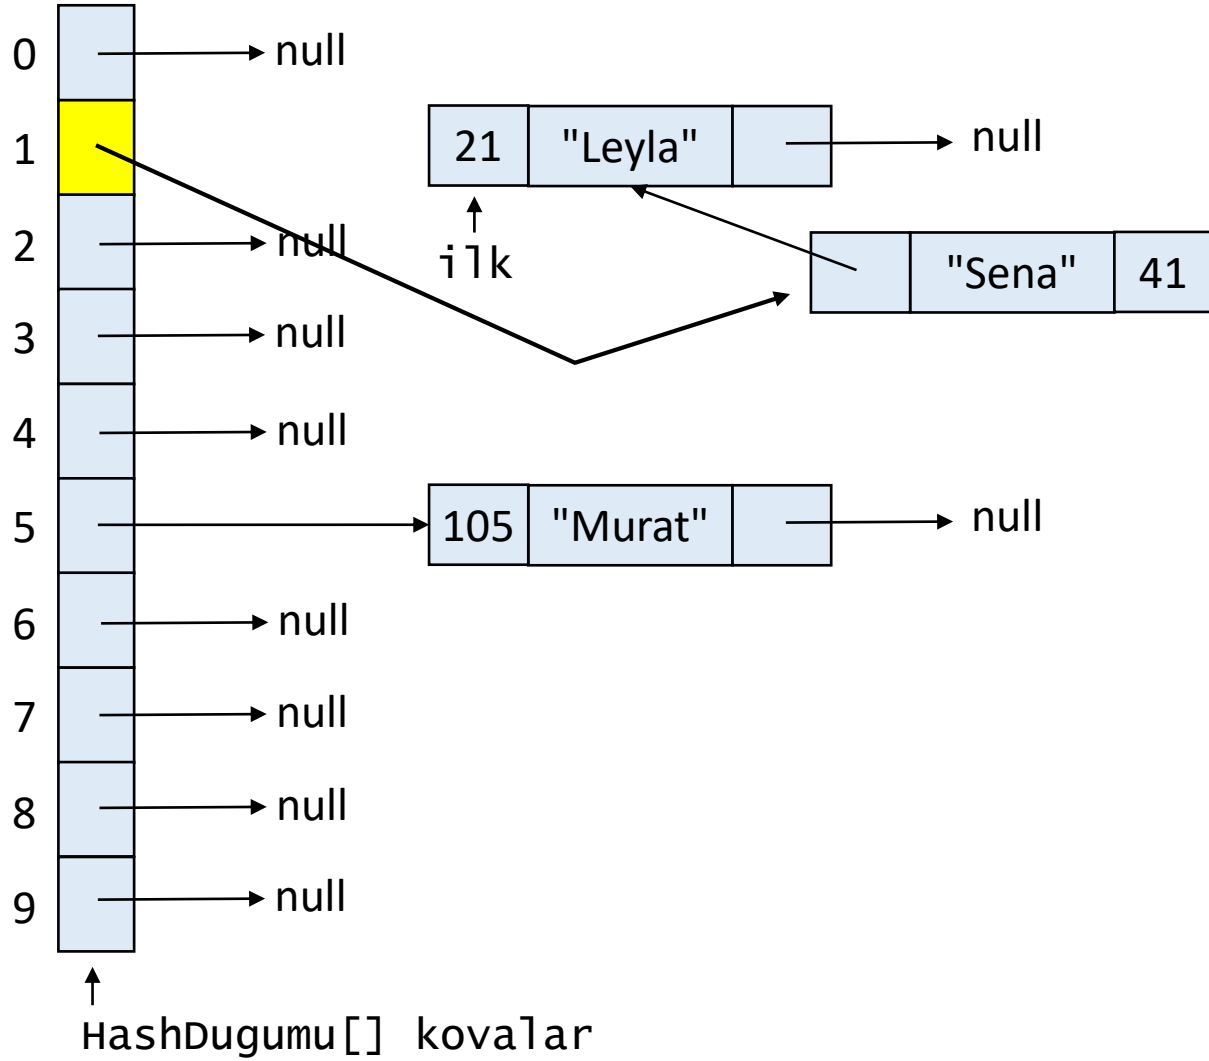 0 null
1 21 "Leyla" null
2 null ilk "Sena" 41
3 null
4 null
5 105 "Murat" null
6 null
7 null
8 null
9 null
HashDugumu[] kovalar